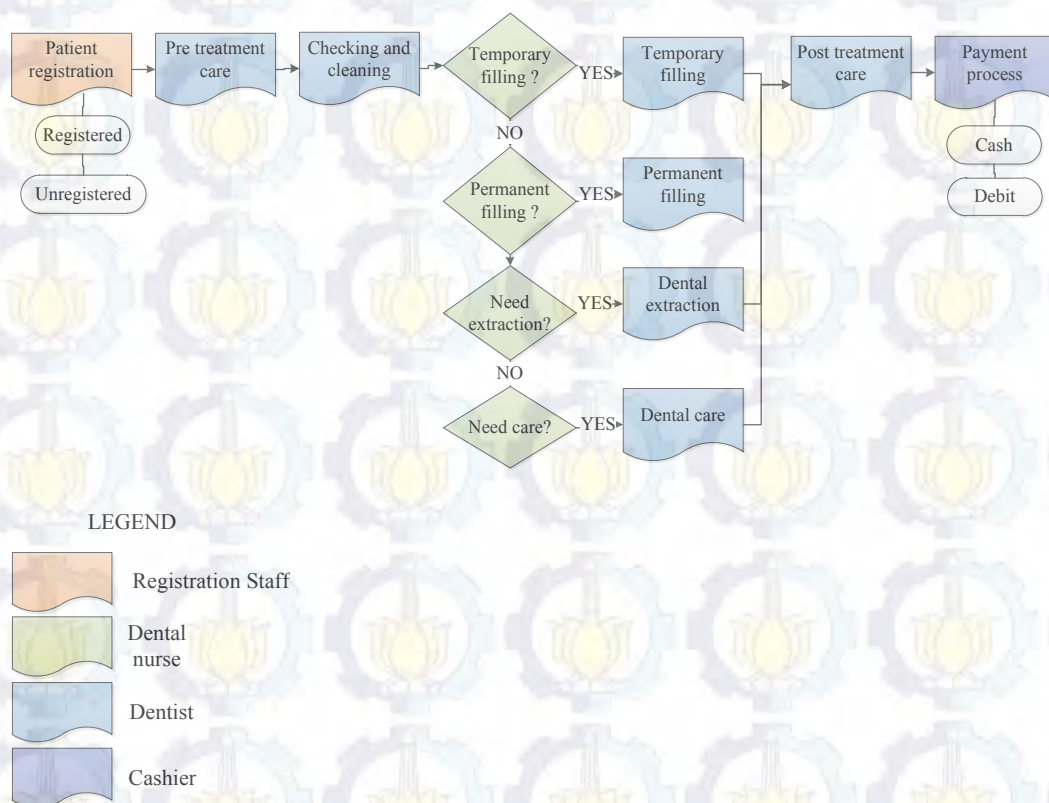 Patient
registration
Pre treatment
care
Checking and
cleaning
Temporary
filling ?
YES
Temporary
filling
Post treatment
care
Payment
process
Registered
Unregistered
NO
Cash
Debit
Permanent
filling ?
YES
Permanent
filling
Need
extraction?
YES
Dental
extraction
NO
Need care?
YES
Dental care
LEGEND
Registration Staff
Dental
nurse
Dentist
Cashier